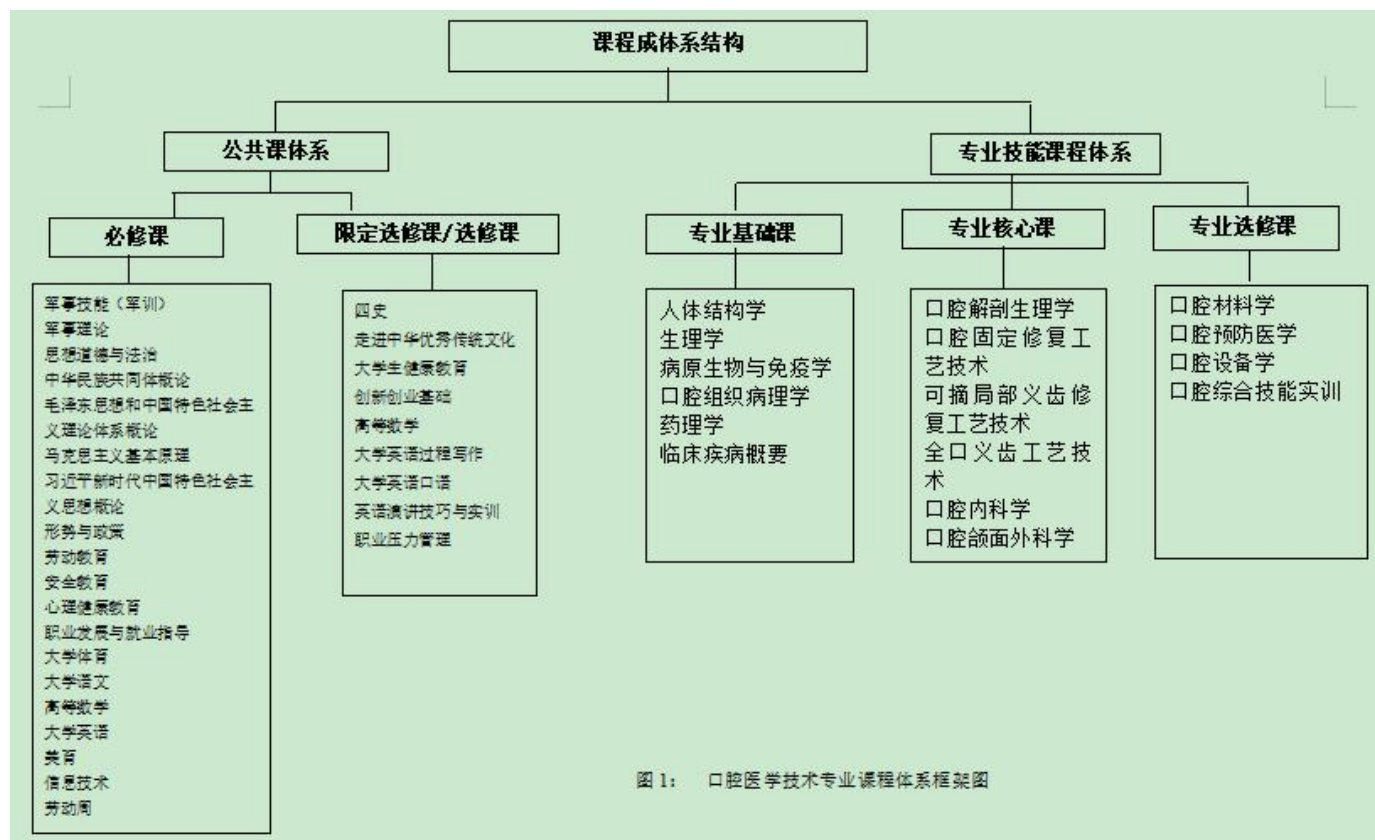 课程成体系结构
公共课体系
专业技能课程体系
必修课
限定选修课/选修课
专业基础课
专业核心课
专业选修课
军事技能（军训）
军事理论
思想道德与法治
中华民族共同体概论
毛泽东思想和中国特色社会主
义理论体系概论
马克思主义基本原理
习近平新时代中国特色社会主
义思想概论
形势与政策
劳动教育
安全教育
心理健康教育
职业发展与就业指导
大学体育
大学语文
高等数学
大学英语
美育
信息技术
劳动周
四史
走进中华优秀传统文化
大学生健康教育
创新创业基础
高等数学
大学英语过程写作
大学英语口语
英语演讲技巧与实训
职业压力管理
人体结构学
生理学
病原生物与免疫学
口腔组织病理学
药理学
临床疾病概要
口腔解剖生理学
口腔固定修复工
艺技术
可摘局部义齿修
复工艺技术
全口义齿工艺技
术
口腔内科学
口腔颌面外科学
口腔材料学
口腔预防医学
口腔设备学
口腔综合技能实训
图1： 口腔医学技术专业课程体系框架图